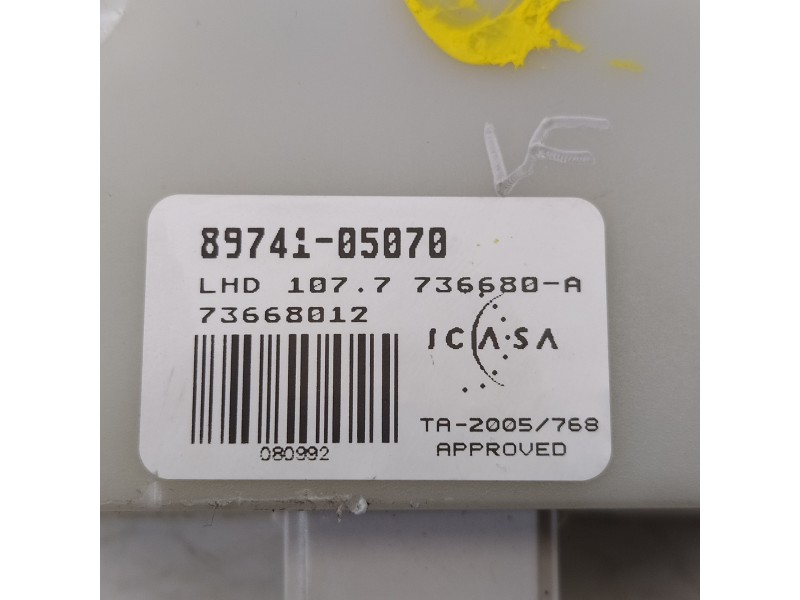 89741-05070
LHD 107.7 736680-A
73668012
ICASA
080992
TA-2005/768
APPROVED